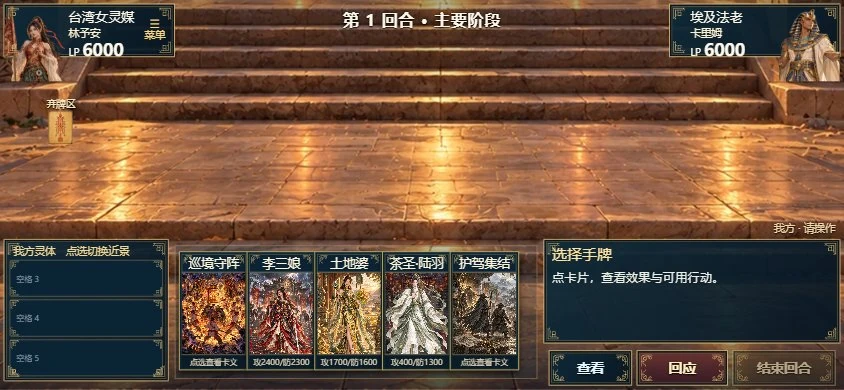 台湾女灵媒
林予安
LP 6000
☰
菜单
第 1 回合 · 主要阶段
埃及法老
卡里姆
LP 6000
弃牌区
我方 · 请操作
我方灵体 点选切换近景
空格 3
空格 4
空格 5
巡境守阵
点选查看卡文
李三娘
攻2400/防2300
土地婆
攻1700/防1600
茶圣·陆羽
攻400/防1300
护驾集结
点选查看卡文
选择手牌
点卡片，查看效果与可用行动。
查看
回应
结束回合